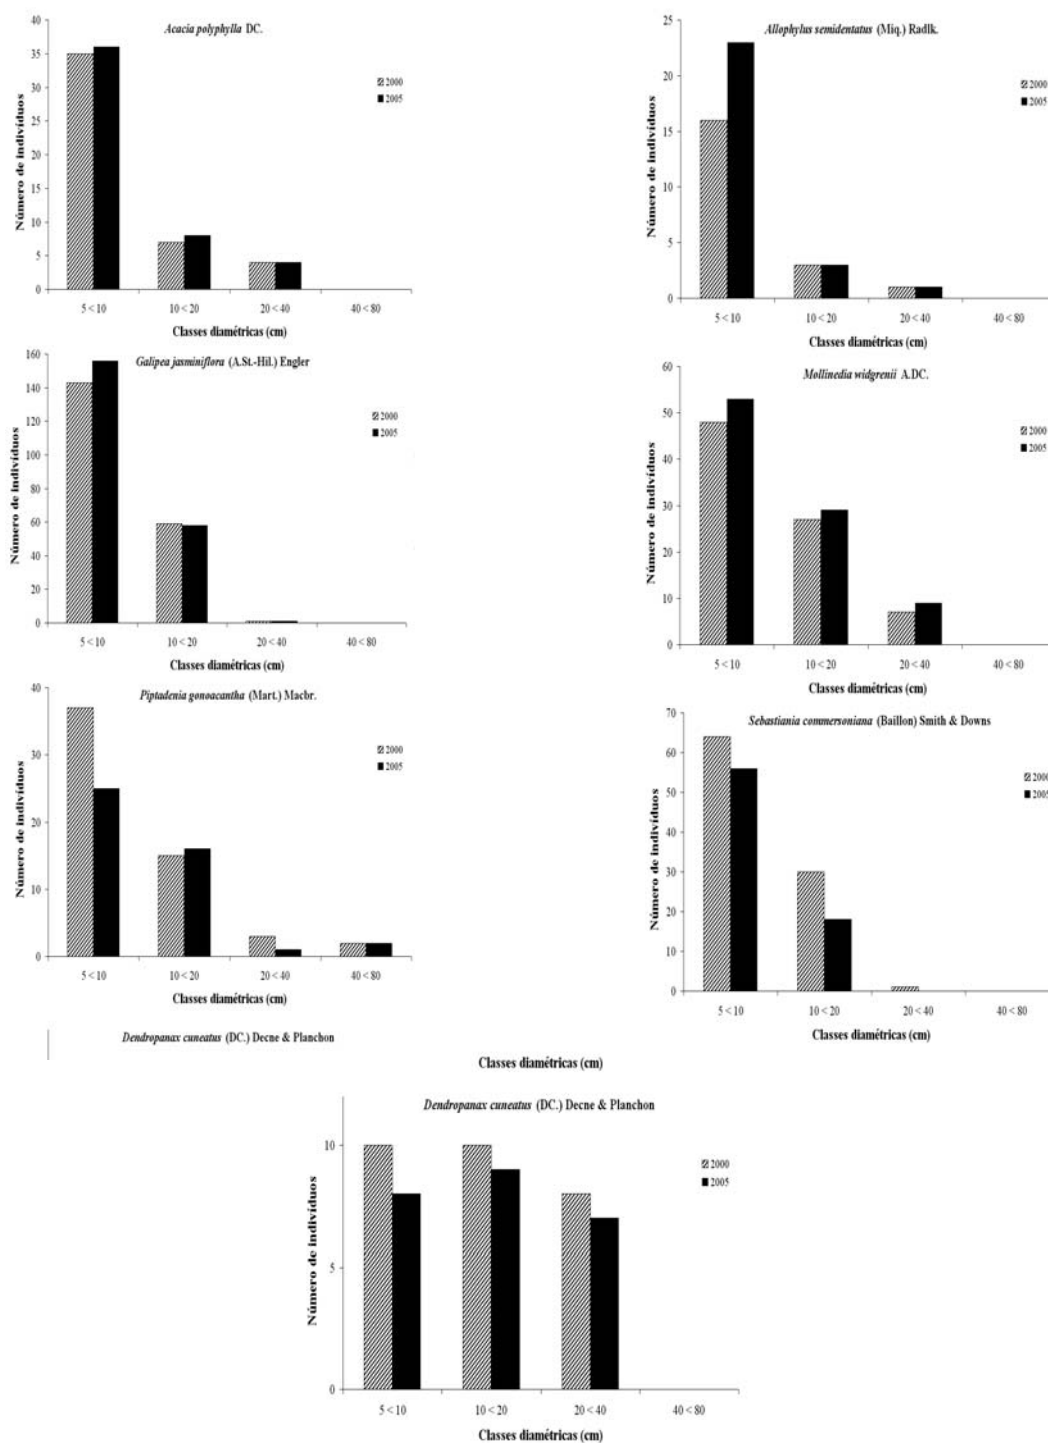 Acacia polyphylla DC.
40
35
30
25
20
15
10
5
0
Número de indivíduos
2000
2005
5 < 10 10 < 20 20 < 40 40 < 80
Classes diamétricas (cm)
Allophylus semidentatus (Miq.) Radlk.
25
20
15
10
5
0
Número de indivíduos
2000
2005
5 < 10 10 < 20 20 < 40 40 < 80
Classes diamétricas (cm)
Galipea jasminiflora (A.St.-Hil.) Engler
160
140
120
100
80
60
40
20
0
Número de indivíduos
2000
2005
5 < 10 10 < 20 20 < 40 40 < 80
Classes diamétricas (cm)
Mollinedia widgrenii A.DC.
60
50
40
30
20
10
0
Número de indivíduos
2000
2005
5 < 10 10 < 20 20 < 40 40 < 80
Classes diamétricas (cm)
Piptadenia gonoacantha (Mart.) Macbr.
40
30
20
10
0
Número de indivíduos
2000
2005
5 < 10 10 < 20 20 < 40 40 < 80
Classes diamétricas (cm)
Sebastiania commersoniana (Baillon) Smith & Downs
70
60
50
40
30
20
10
0
Número de indivíduos
2000
2005
5 < 10 10 < 20 20 < 40 40 < 80
Classes diamétricas (cm)
Dendropanax cuneatus (DC.) Decne & Planchon
Classes diamétricas (cm)
Dendropanax cuneatus (DC.) Decne & Planchon
10
5
0
Número de indivíduos
2000
2005
5 < 10 10 < 20 20 < 40 40 < 80
Classes diamétricas (cm)